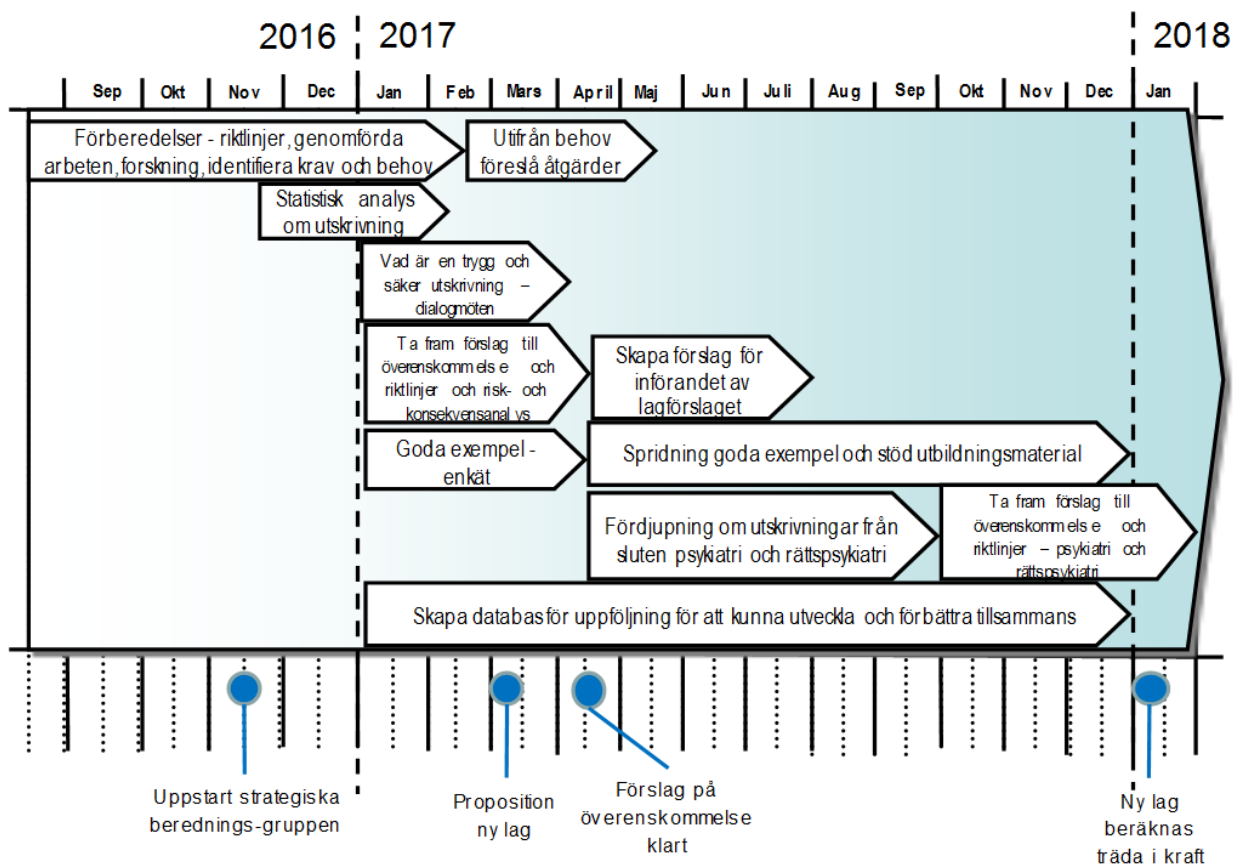 2016
2017
2018
Sep Okt Nov Dec Jan Feb Mars April Maj Jun Juli Aug Sep Okt Nov Dec Jan
Förberedelser - riktlinjer, genomförda
arbeten, forskning, identifiera krav och behov
Utifrån behov
föreslå åtgärder
Statistisk analys
om utskrivning
Vad är en trygg och
säker utskrivning –
dialogmöten
Ta fram förslag till
överenskommels e och
riktlinjer och risk- och
konsekvensanal ys
Skapa förslag för
införandet av
lagförslaget
Goda exempel -
enkät
Spridning goda exempel och stöd utbildningsmaterial
Fördjupning om utskrivningar från
sluten psykiatri och rättspsykiatri
Ta fram förslag till
överenskommels e och
riktlinjer – psykiatri och
rättspsykiatri
Skapa databas för uppföljning för att kunna utveckla och förbättra tillsammans
Uppstart strategiska
berednings-gruppen
Proposition
ny lag
Förslag på
överenskommelse
klart
Ny lag
beräknas
träda i kraft